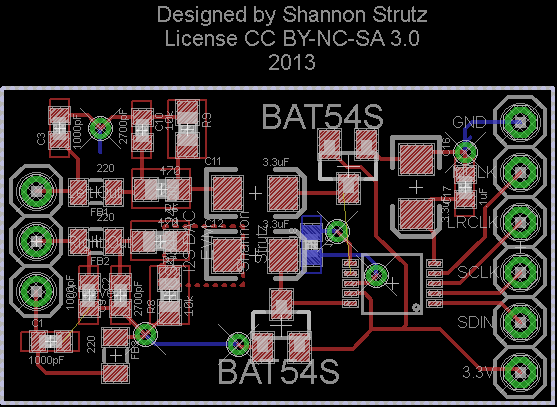 Designed by Shannon Strutz
License CC BY-NC-SA 3.0
2013
BAT54S
GND
C3
1000pF
C10
2700pF
10k
R9
C16
220
C11
3.3uF
C17
.1uF
470
LRCLK
FB1
220
C12
3.3uF
Shannon
Strutz
FB2
SCLK
1000pF
2700pF
R8
10k
C1
SDIN
1000pF
220
FB3
3.3V
BAT54S